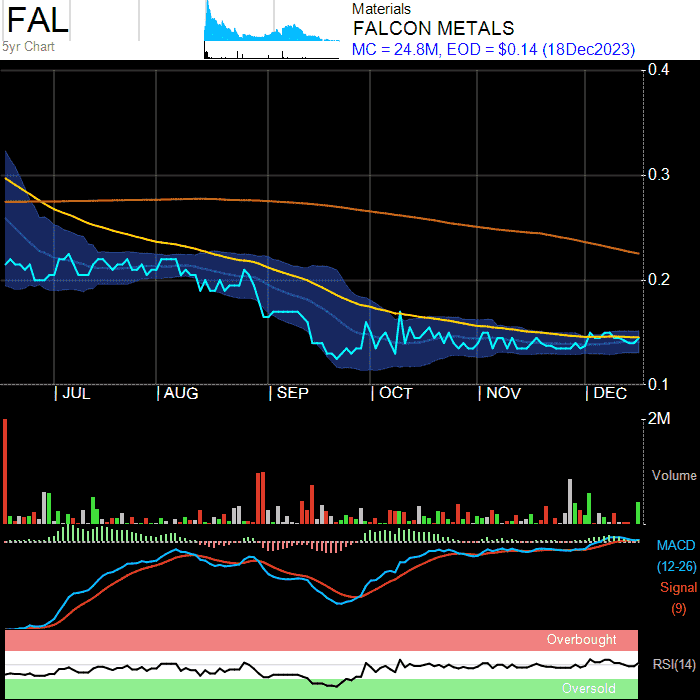 FAL
5yr Chart
Materials
FALCON METALS
MC = 24.8M, EOD = $0.14 (18Dec2023)
0.4
0.3
0.2
0.1
| JUL | AUG | SEP | OCT | NOV | DEC
2M
Volume
MACD
(12-26)
Signal
(9)
Overbought
RSI(14)
Oversold